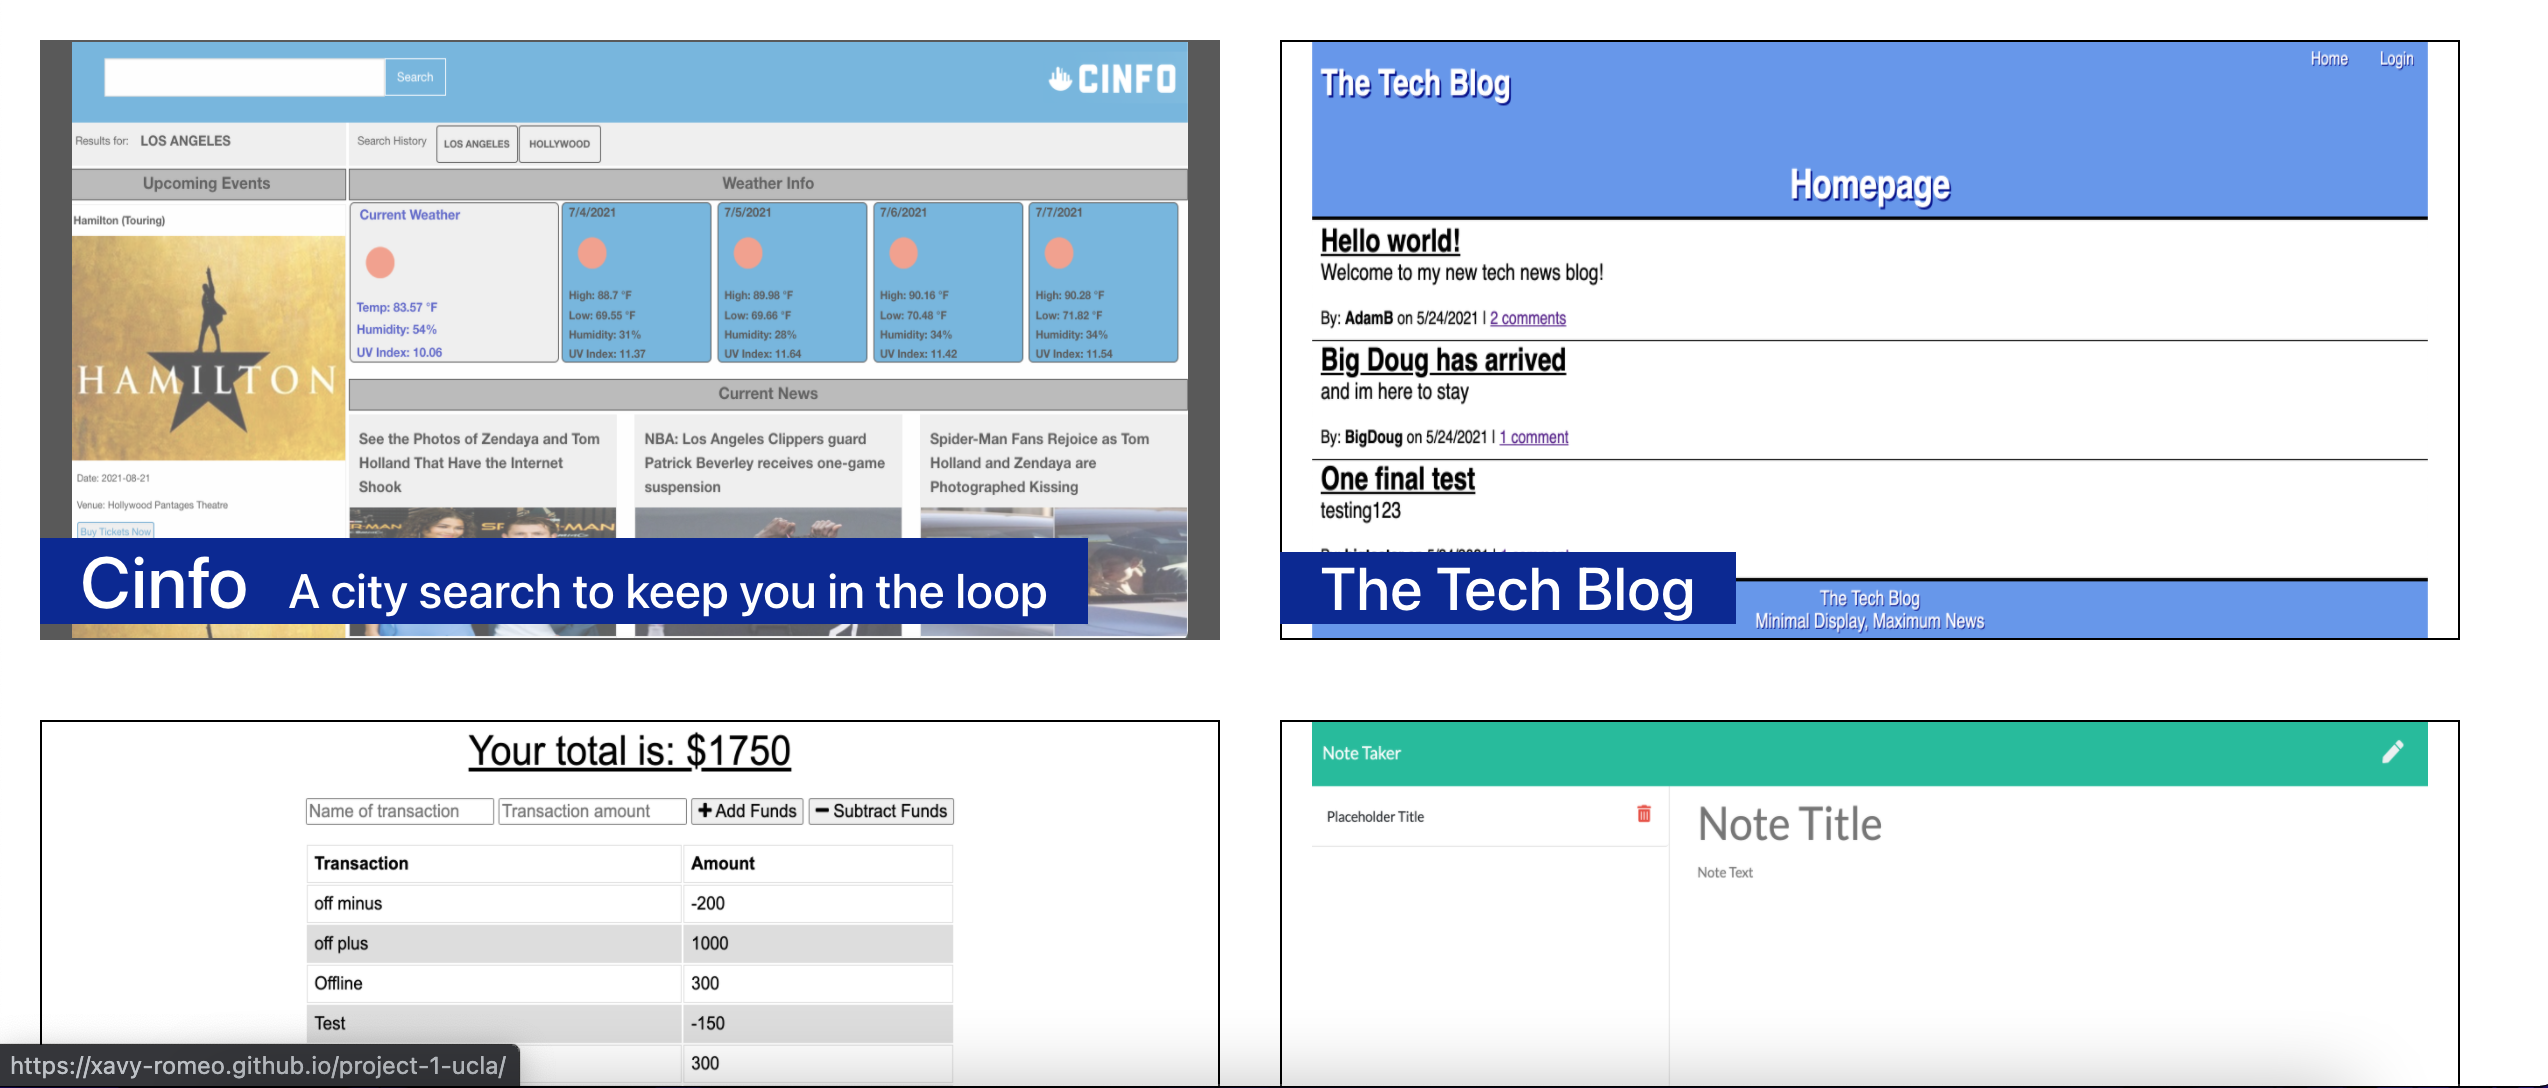 Search
CINFO
Results for: LOS ANGELES
Search History LOS ANGELES HOLLYWOOD
Upcoming Events
Weather Info
Hamilton (Touring)
HAMILTON
Date: 2021-08-21
Venue: Hollywood Pantages Theatre
Buy Tickets Now
Current Weather
Temp: 83.57 °F
Humidity: 54%
UV Index: 10.06
7/4/2021
High: 88.7 °F
Low: 69.55 °F
Humidity: 31%
UV Index: 11.37
7/5/2021
High: 89.98 °F
Low: 69.66 °F
Humidity: 28%
UV Index: 11.64
7/6/2021
High: 90.16 °F
Low: 70.48 °F
Humidity: 34%
UV Index: 11.42
7/7/2021
High: 90.28 °F
Low: 71.82 °F
Humidity: 34%
UV Index: 11.54
Current News
See the Photos of Zendaya and Tom
Holland That Have the Internet
Shook
NBA: Los Angeles Clippers guard
Patrick Beverley receives one-game
suspension
Spider-Man Fans Rejoice as Tom
Holland and Zendaya are
Photographed Kissing
Cinfo A city search to keep you in the loop
Home Login
The Tech Blog
Homepage
Hello world!
Welcome to my new tech news blog!
By: AdamB on 5/24/2021 | 2 comments
Big Doug has arrived
and im here to stay
By: BigDoug on 5/24/2021 | 1 comment
One final test
testing123
The Tech Blog
The Tech Blog
Minimal Display, Maximum News
Your total is: $1750
Name of transaction Transaction amount Add Funds Subtract Funds
Transaction Amount
off minus -200
off plus 1000
Offline 300
Test -150
300
https://xavy-romeo.github.io/project-1-ucla/
Note Taker
Placeholder Title
Note Title
Note Text